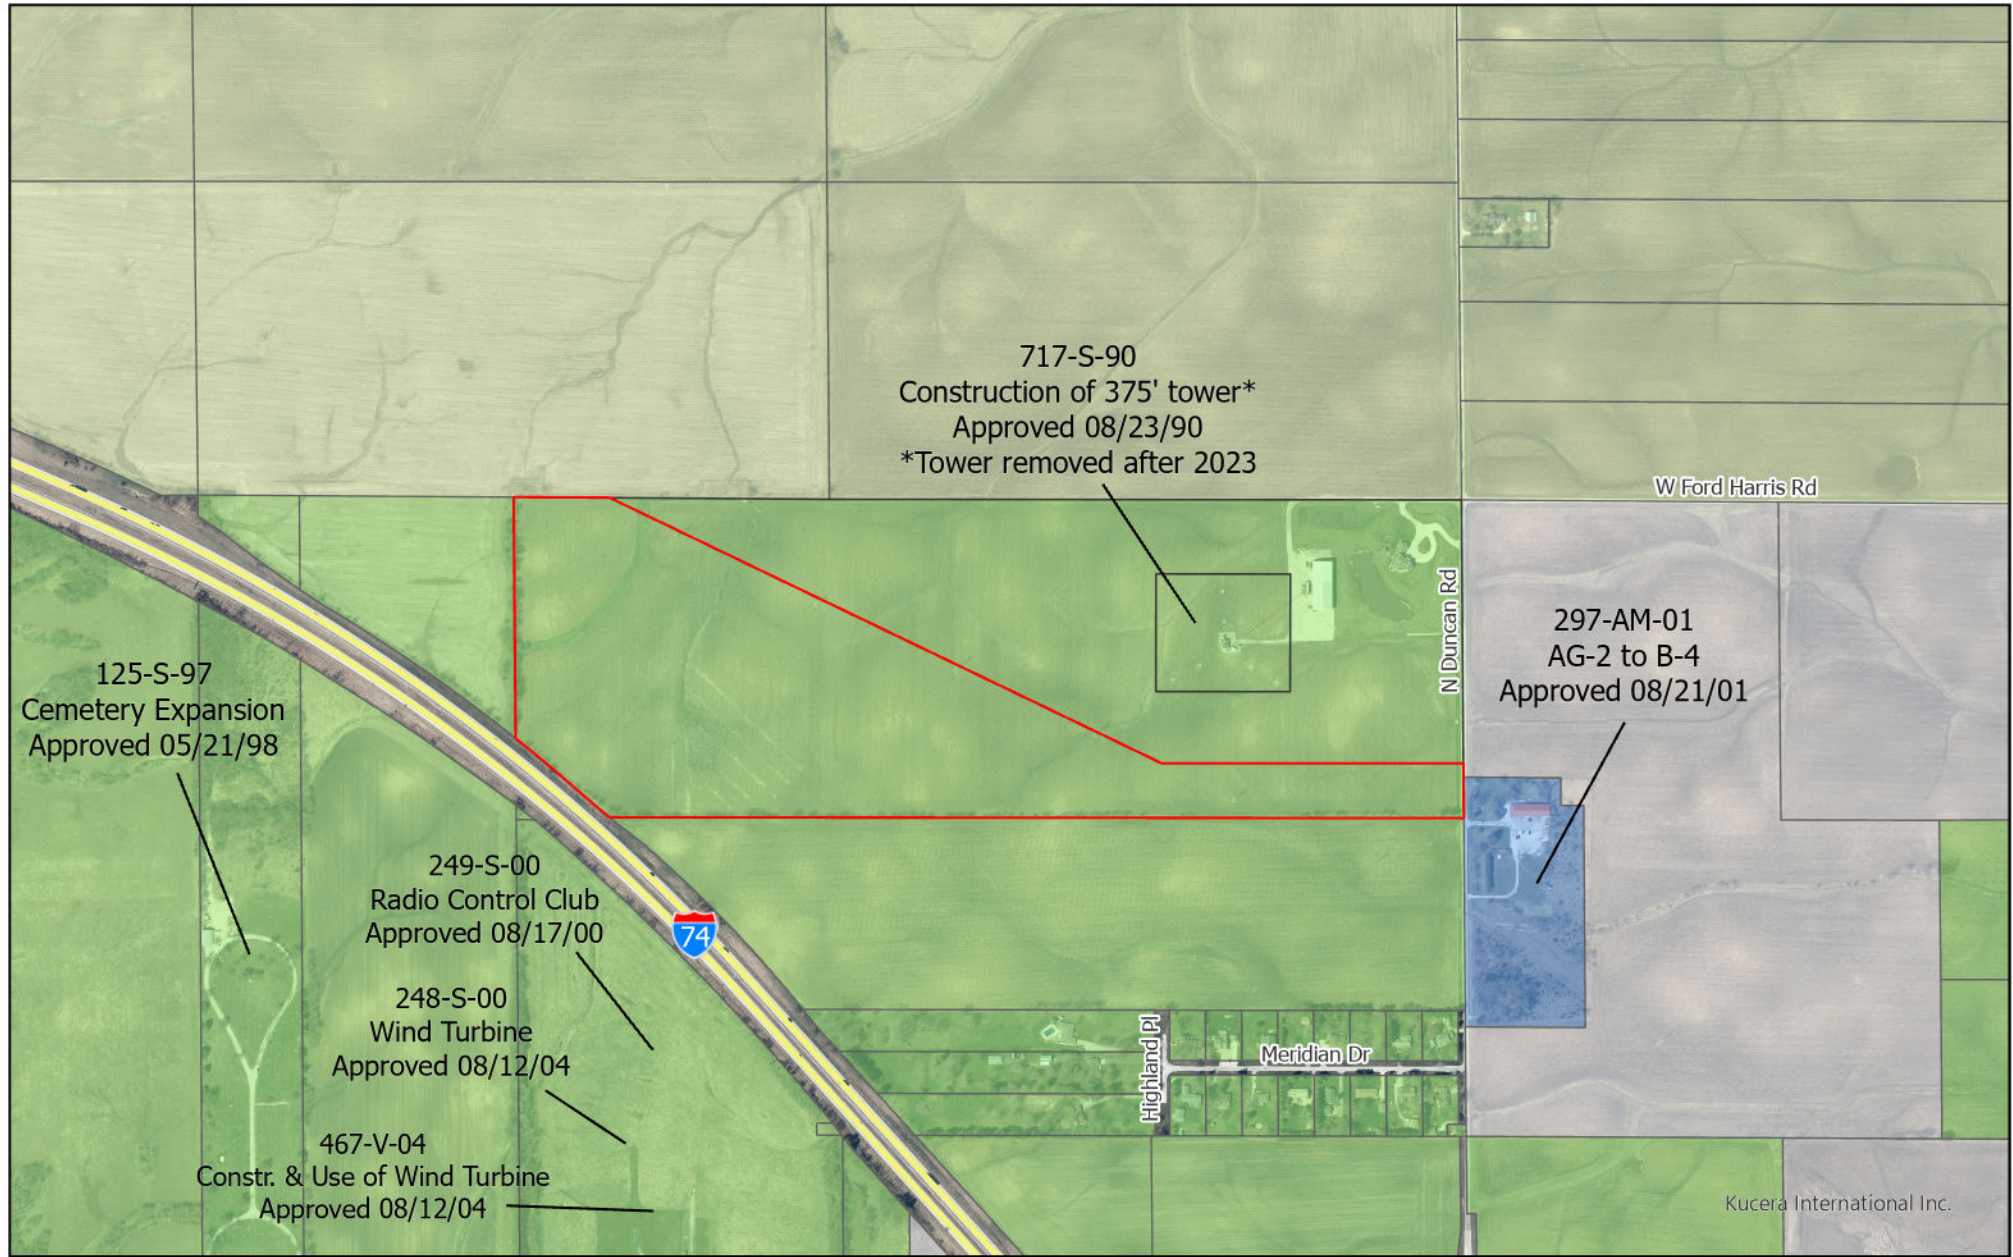 717-S-90
Construction of 375' tower*
Approved 08/23/90
*Tower removed after 2023
W Ford Harris Rd
N Duncan Rd
297-AM-01
AG-2 to B-4
Approved 08/21/01
125-S-97
Cemetery Expansion
Approved 05/21/98
249-S-00
Radio Control Club
Approved 08/17/00
74
248-S-00
Wind Turbine
Approved 08/12/04
Highland Pl
Meridian Dr
467-V-04
Constr. & Use of Wind Turbine
Approved 08/12/04
Kucera International Inc.